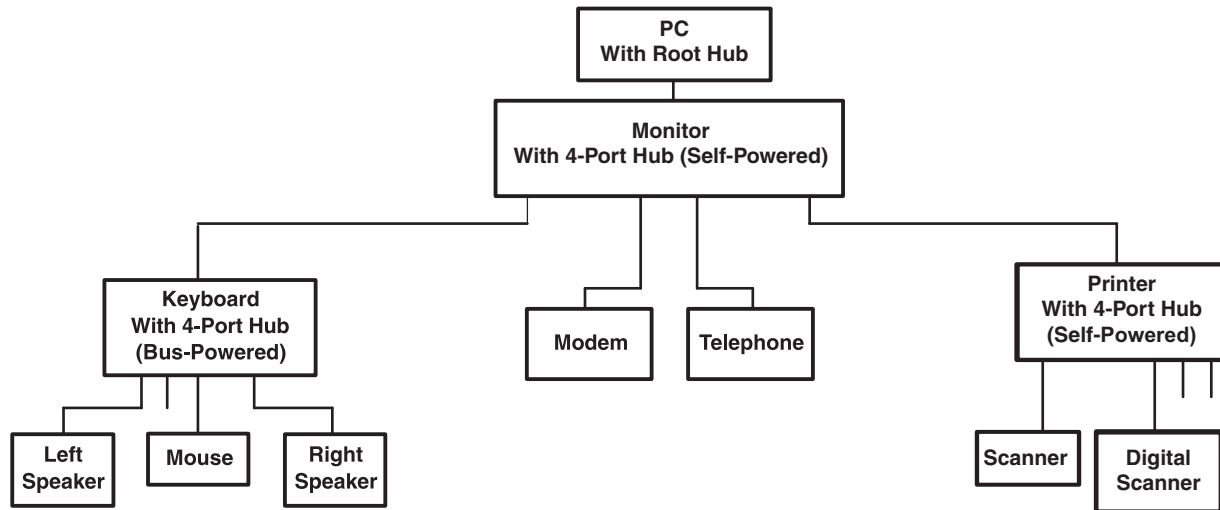 PC
With Root Hub
Monitor
With 4-Port Hub (Self-Powered)
Keyboard
With 4-Port Hub
(Bus-Powered)
Modem
Telephone
Printer
With 4-Port Hub
(Self-Powered)
Left
Speaker
Mouse
Right
Speaker
Scanner
Digital
Scanner